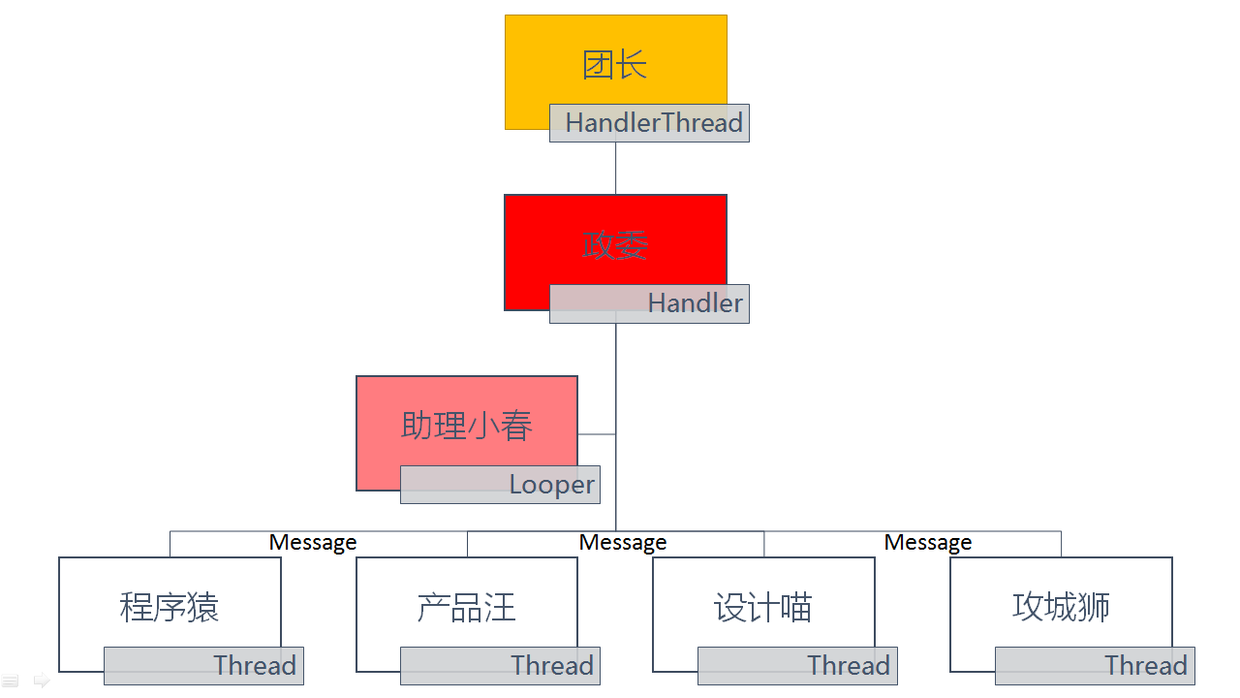 团长
HandlerThread
政委
Handler
助理小春
Looper
Message
Message
Message
程序猿
Thread
产品汪
Thread
设计喵
Thread
攻城狮
Thread